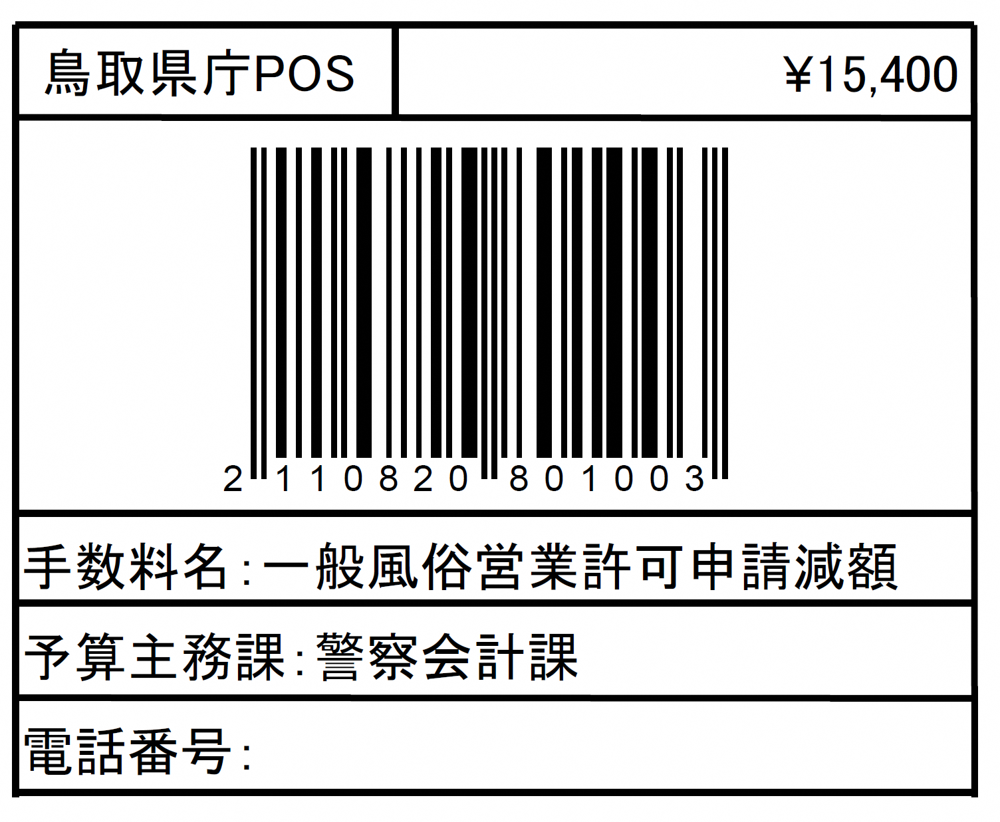 鳥取県庁POS ¥15,400
2 110820 801003
手数料名:一般風俗営業許可申請減額
予算主務課:警察会計課
電話番号: